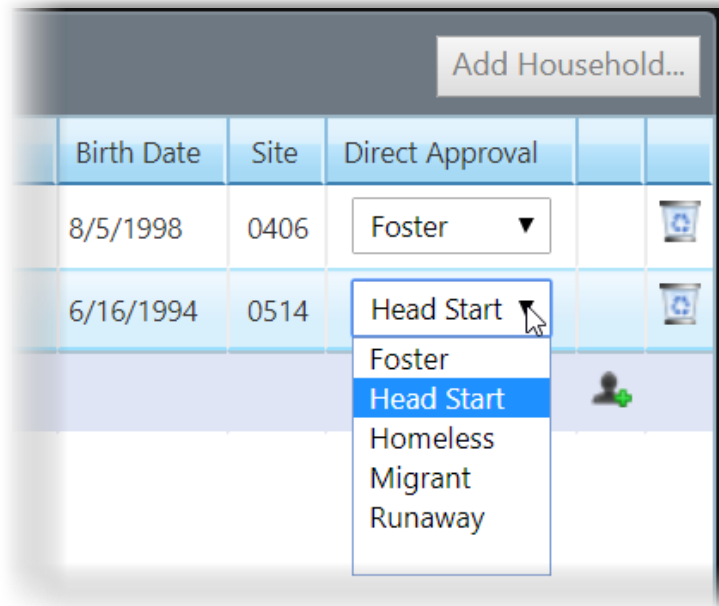 Add Household...
Birth Date Site Direct Approval
8/5/1998 0406 Foster
6/16/1994 0514 Head Start
Foster
Head Start
Homeless
Migrant
Runaway